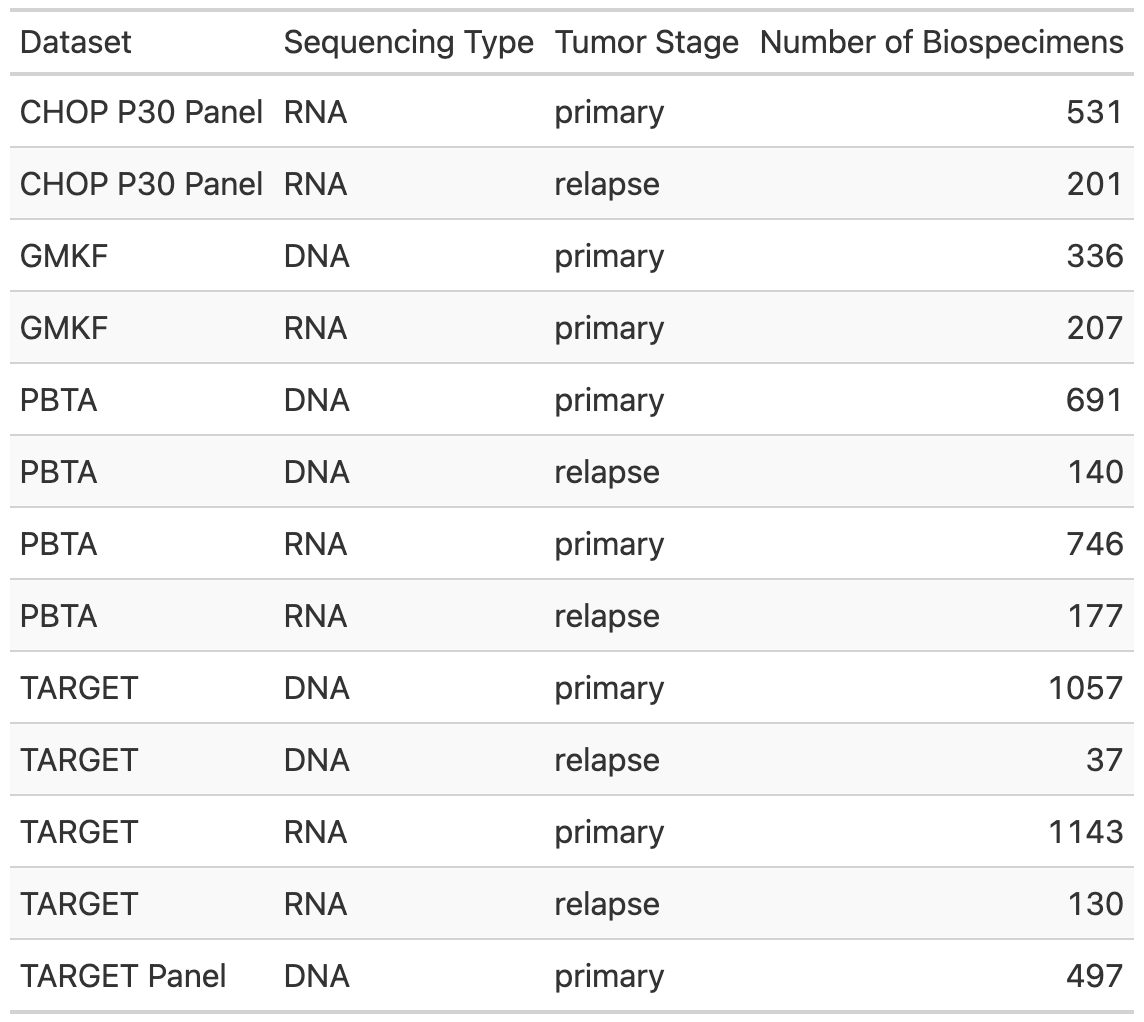 Dataset Sequencing Type Tumor Stage Number of Biospecimens
CHOP P30 Panel RNA primary 531
CHOP P30 Panel RNA relapse 201
GMKF DNA primary 336
GMKF RNA primary 207
PBTA DNA primary 691
PBTA DNA relapse 140
PBTA RNA primary 746
PBTA RNA relapse 177
TARGET DNA primary 1057
TARGET DNA relapse 37
TARGET RNA primary 1143
TARGET RNA relapse 130
TARGET Panel DNA primary 497